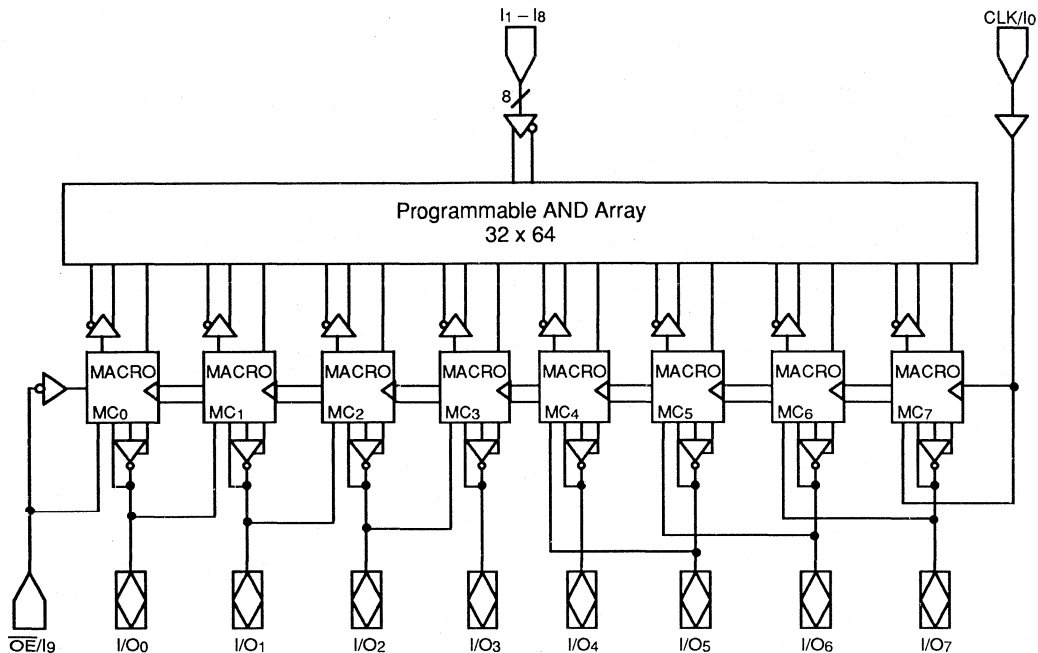 I1 – I8
CLK/I0
8
Programmable AND Array
32 x 64
MACRO MACRO MACRO MACRO MACRO MACRO MACRO MACRO
MC0 MC1 MC2 MC3 MC4 MC5 MC6 MC7
OE/I9 I/O0 I/O1 I/O2 I/O3 I/O4 I/O5 I/O6 I/O7